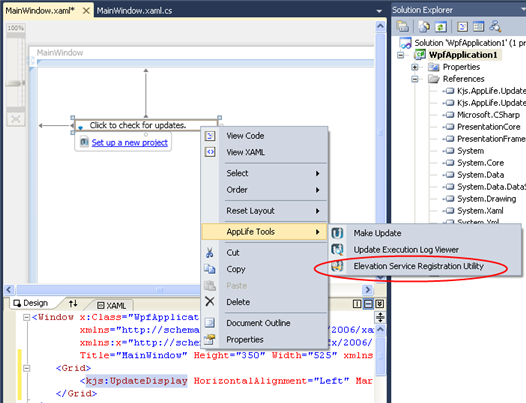 MainWindow.xaml*
MainWindow.xaml.cs
100%
MainWindow
Click to check for updates.
Set up a new project
View Code
View XAML
Select
Order
Reset Layout
AppLife Tools
Cut
Copy
Paste
Delete
Document Outline
Properties
Make Update
Update Execution Log Viewer
Elevation Service Registration Utility
Solution Explorer
Solution 'WpfApplication1' (1 pr
WpfApplication1
Properties
References
Kjs.AppLife.Update
Kjs.AppLife.Update
Microsoft.CSharp
PresentationCore
PresentationFrame
System
System.Core
System.Data
System.Data.DataS
System.Drawing
System.Xaml
System.Xml
Design
XAML
<Window x:Class="WpfApplicat
xmlns="http://schema
/2006/xa
xmlns:x="http://sche
x/2006/
Title="MainWindow" Height="350" Width="525" xmlns
<Grid>
<kjs:UpdateDisplay HorizontalAlignment="Left" Mar
</Grid>